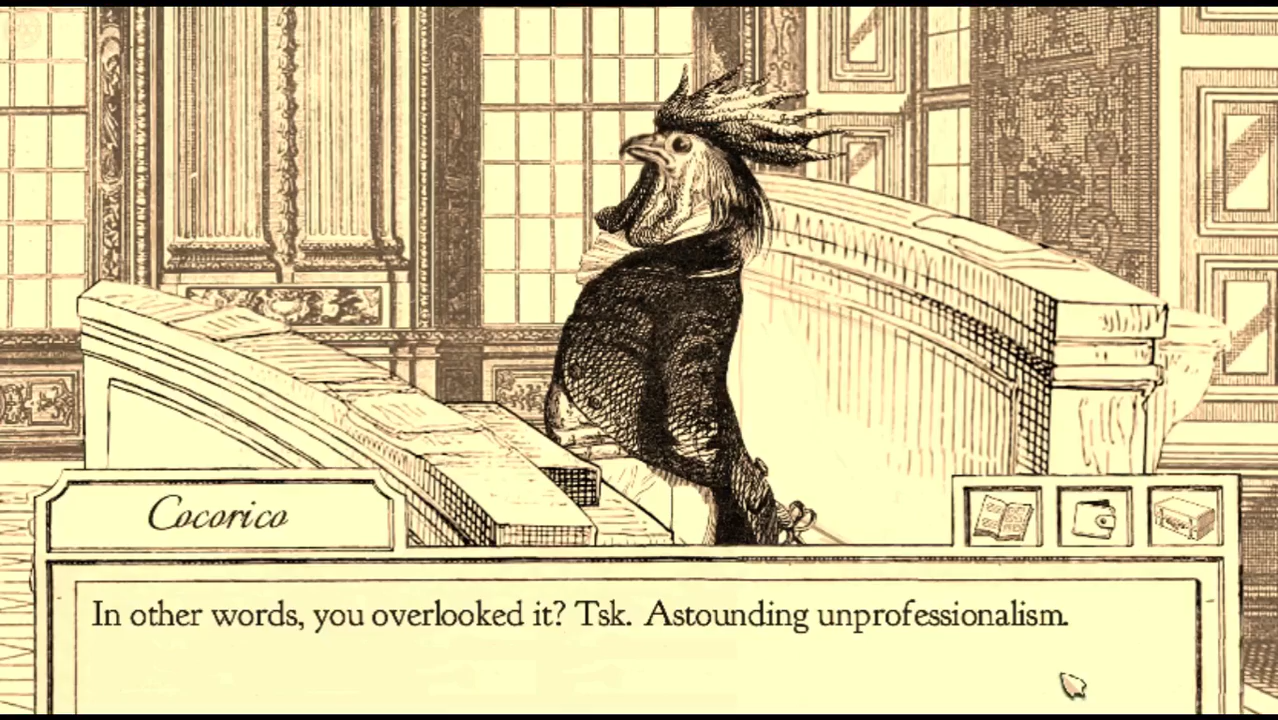 Cocorico
In other words, you overlooked it? Tsk. Astounding unprofessionalism.